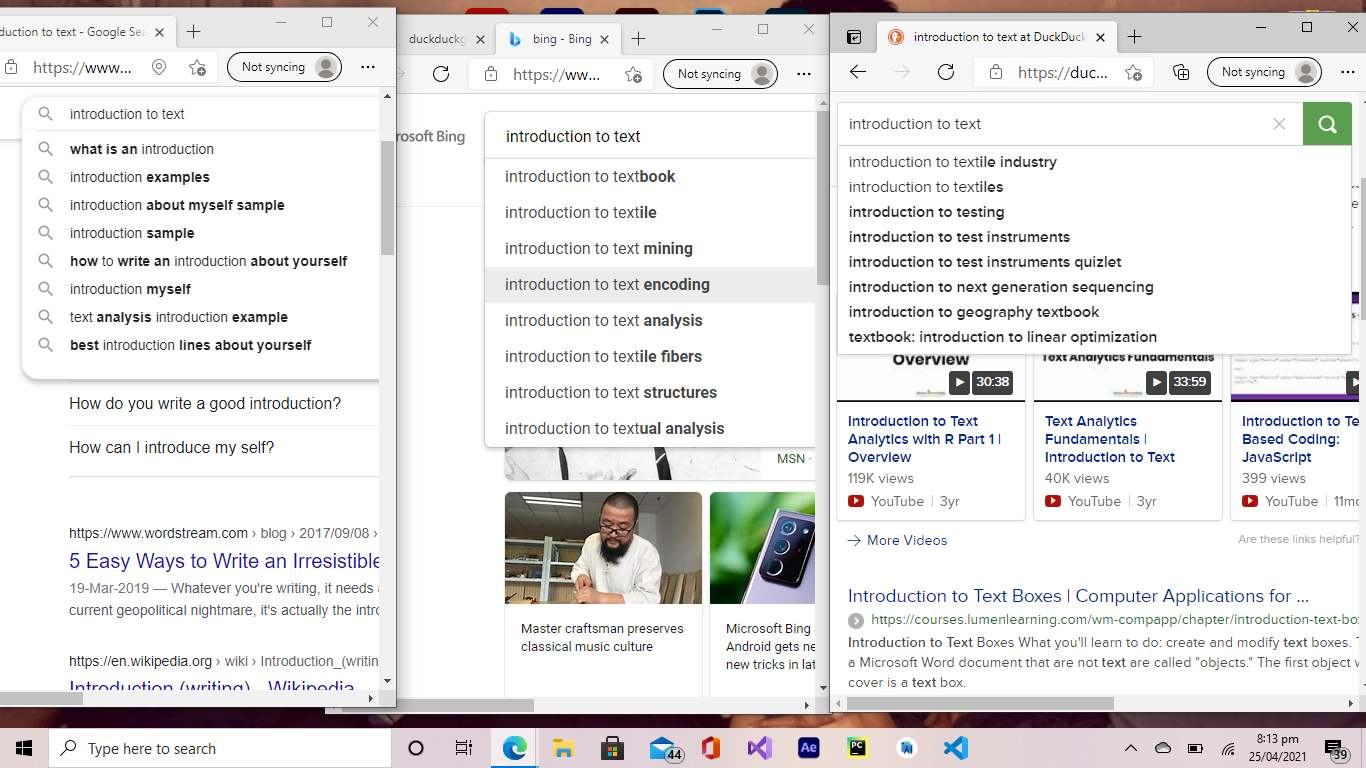 duction to text - Google Sea
https://www...
Not syncing
introduction to text
what is an introduction
introduction examples
introduction about myself sample
introduction sample
how to write an introduction about yourself
introduction myself
text analysis introduction example
best introduction lines about yourself
How do you write a good introduction?
How can I introduce my self?
https://www.wordstream.com › blog › 2017/09/08 ›
5 Easy Ways to Write an Irresistible
19-Mar-2019 — Whatever you're writing, it needs a
current geopolitical nightmare, it's actually the intro
https://en.wikipedia.org › wiki › Introduction_(writin
Introduction (writing) - Wikipedia
duckduckg
bing - Bing
https://ww...
Not syncing
rosoft Bing
introduction to text
introduction to textbook
introduction to textile
introduction to text mining
introduction to text encoding
introduction to text analysis
introduction to textile fibers
introduction to text structures
introduction to textual analysis
MSN ·
Master craftsman preserves
classical music culture
Microsoft Bing
Android gets ne
new tricks in lat
introduction to text at DuckDuck
https://duc...
Not syncing
introduction to text
introduction to textile industry
introduction to textiles
introduction to testing
introduction to test instruments
introduction to test instruments quizlet
introduction to next generation sequencing
introduction to geography textbook
textbook: introduction to linear optimization
Overview
Text Analytics Fundamentals
30:38
33:59
Introduction to Text
Analytics with R Part 1 |
Overview
119K views
YouTube | 3yr
Text Analytics
Fundamentals |
Introduction to Text
40K views
YouTube | 3yr
Introduction to Te
Based Coding:
JavaScript
399 views
YouTube | 11mo
More Videos
Are these links helpful?
Introduction to Text Boxes | Computer Applications for ...
https://courses.lumenlearning.com/wm-compapp/chapter/introduction-text-box
Introduction to Text Boxes What you'll learn to do: create and modify text boxes. T
a Microsoft Word document that are not text are called "objects." The first object w
cover is a text box.
Type here to search
44
Ae
PC
8:13 pm
25/04/2021
39